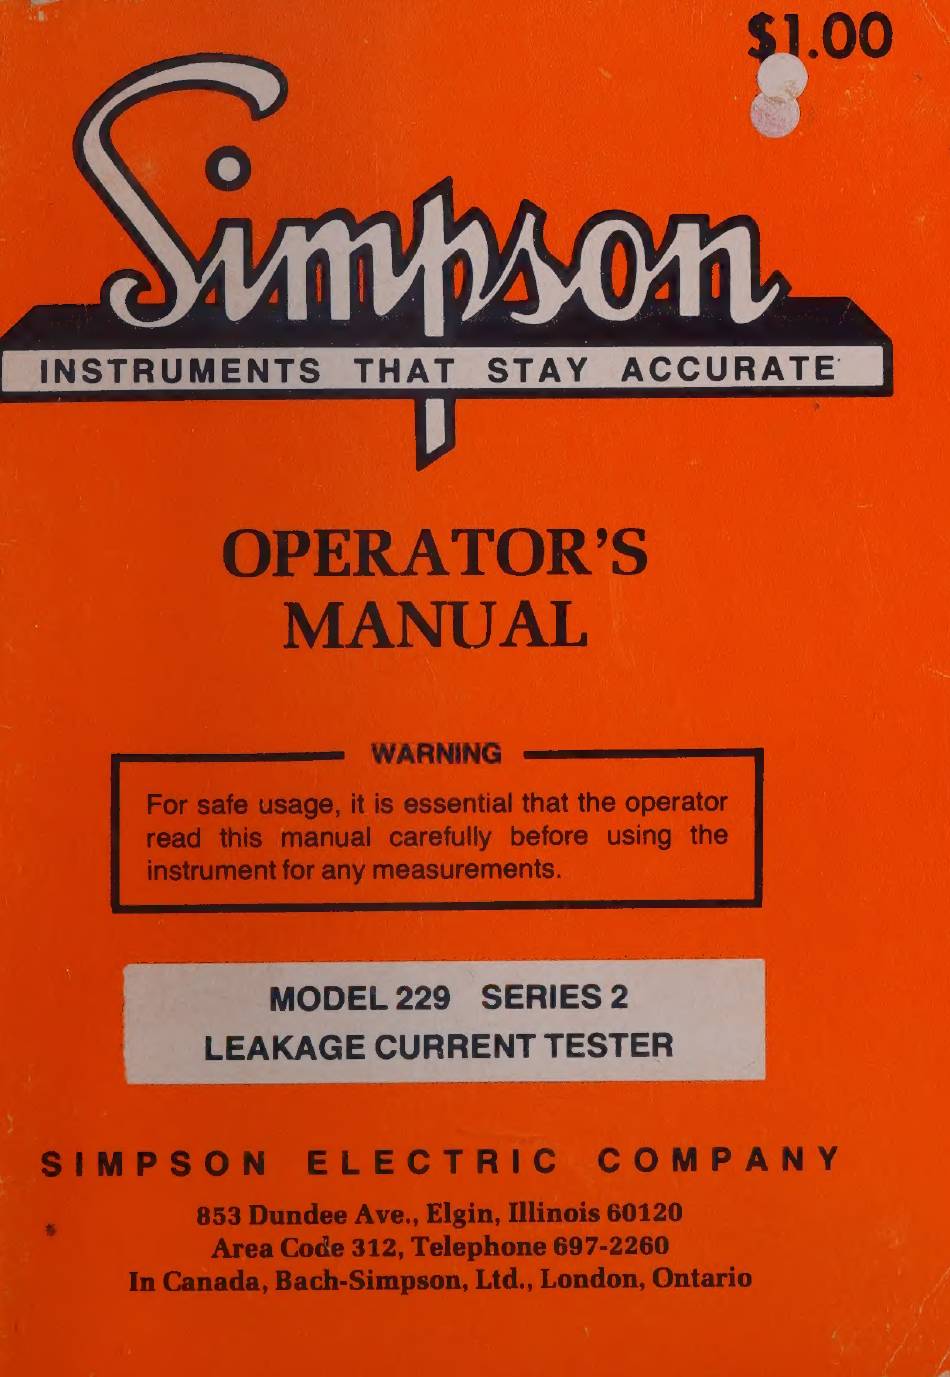 $1.00
Simpson
INSTRUMENTS THAT STAY ACCURATE
OPERATOR'S
MANUAL
WARNING
For safe usage, it is essential that the operator
read this manual carefully before using the
instrument for any measurements.
MODEL 229 SERIES 2
LEAKAGE CURRENT TESTER
SIMPSON ELECTRIC COMPANY
853 Dundee Ave., Elgin, Illinois 60120
Area Code 312, Telephone 697-2260
In Canada, Bach-Simpson, Ltd., London, Ontario